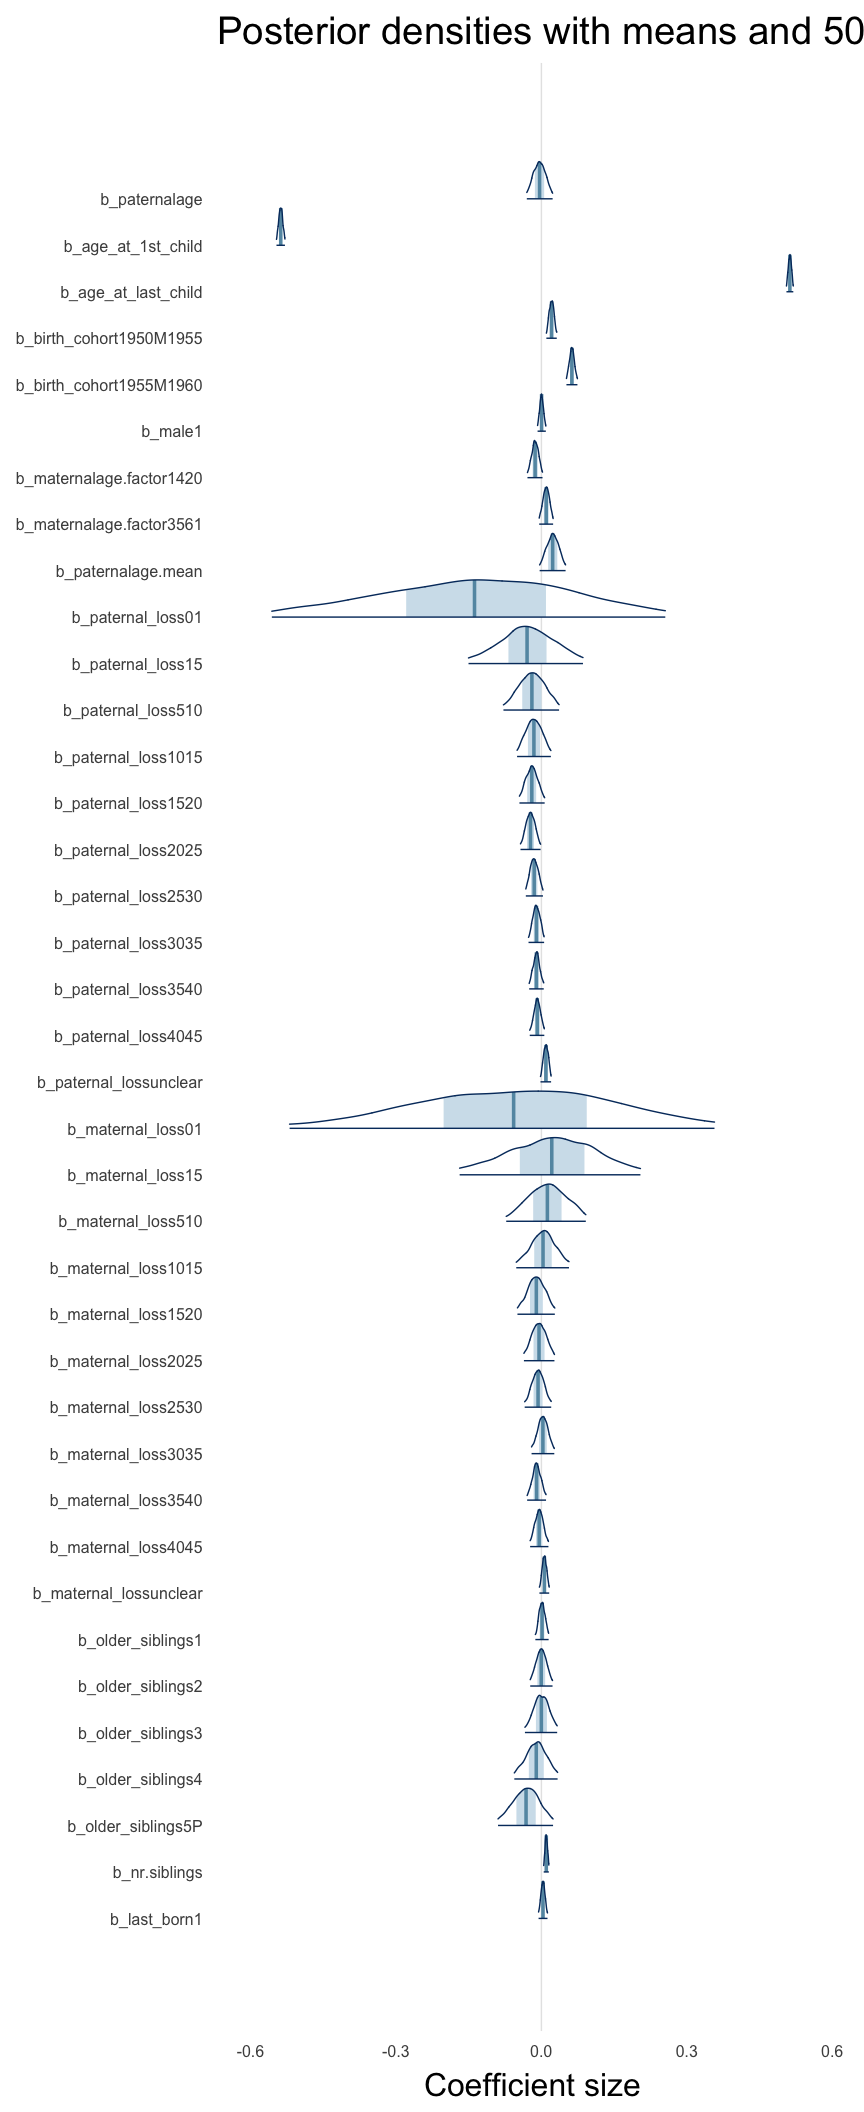 Posterior densities with means and 50
b_paternalage
b_age_at_1st_child
b_age_at_last_child
b_birth_cohort1950M1955
b_birth_cohort1955M1960
b_male1
b_maternalage.factor1420
b_maternalage.factor3561
b_paternalage.mean
b_paternal_loss01
b_paternal_loss15
b_paternal_loss510
b_paternal_loss1015
b_paternal_loss1520
b_paternal_loss2025
b_paternal_loss2530
b_paternal_loss3035
b_paternal_loss3540
b_paternal_loss4045
b_paternal_lossunclear
b_maternal_loss01
b_maternal_loss15
b_maternal_loss510
b_maternal_loss1015
b_maternal_loss1520
b_maternal_loss2025
b_maternal_loss2530
b_maternal_loss3035
b_maternal_loss3540
b_maternal_loss4045
b_maternal_lossunclear
b_older_siblings1
b_older_siblings2
b_older_siblings3
b_older_siblings4
b_older_siblings5P
b_nr.siblings
b_last_born1
-0.6 -0.3 0.0 0.3 0.6
Coefficient size